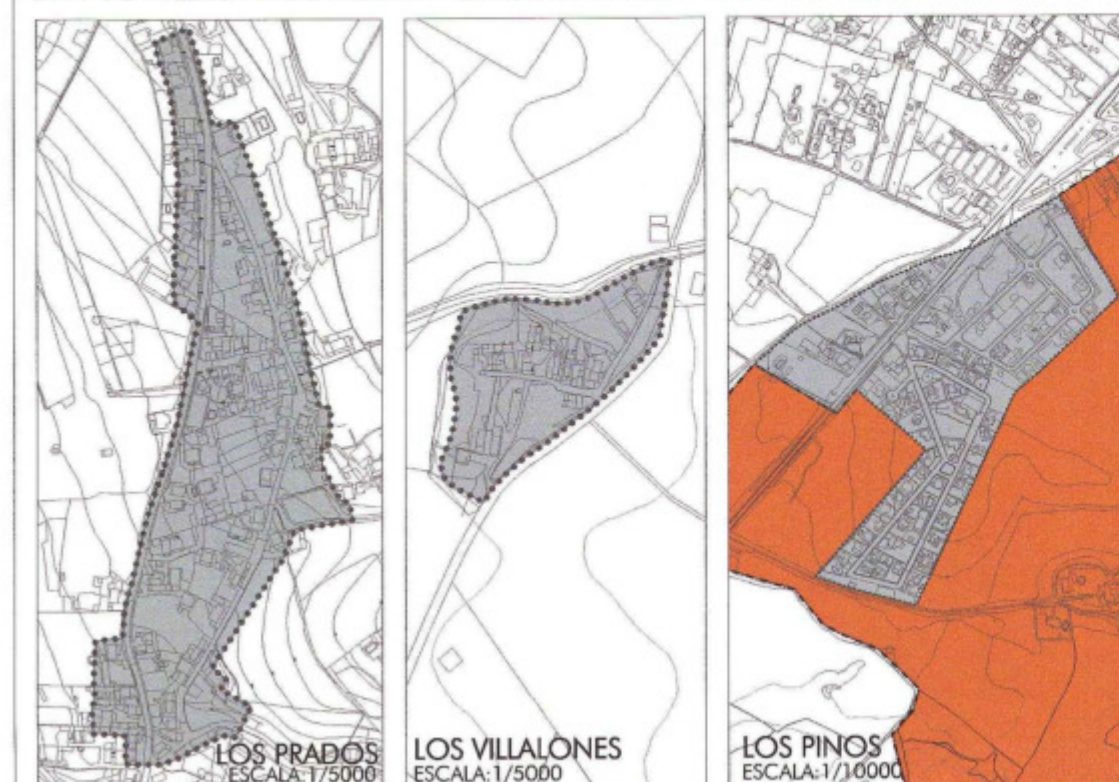 LOS PRADOS
ESCALA: 1/5000
LOS VILLALONES
ESCALA: 1/5000
LOS PINOS
ESCALA: 1/10000